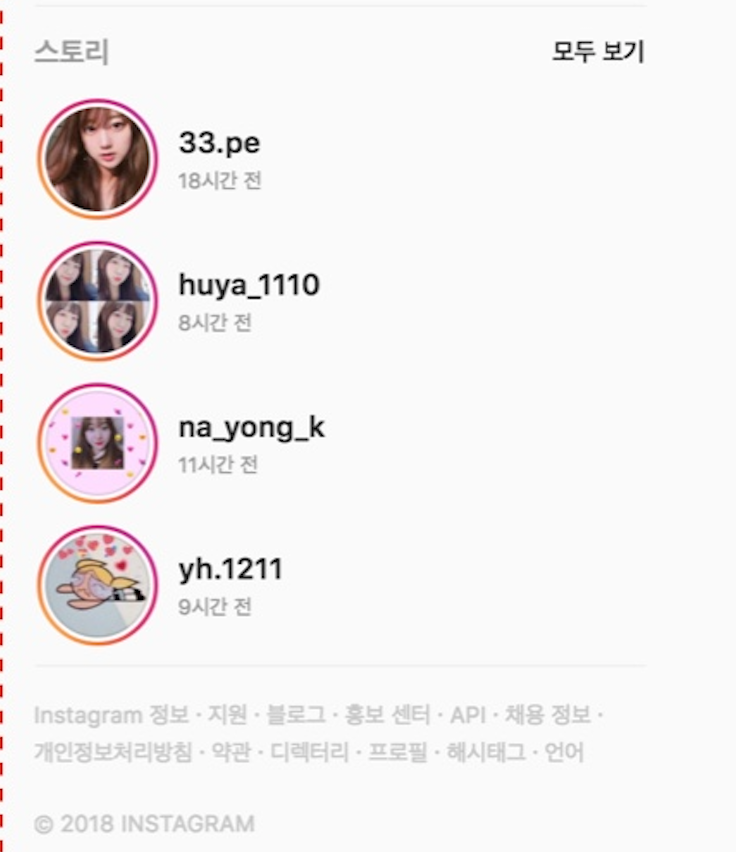 스토리 모두 보기
33.pe
18시간 전
huya_1110
8시간 전
na_yong_k
11시간 전
yh.1211
9시간 전
Instagram 정보 · 지원 · 블로그 · 홍보 센터 · API · 채용 정보 ·
개인정보처리방침 · 약관 · 디렉터리 · 프로필 · 해시태그 · 언어
© 2018 INSTAGRAM